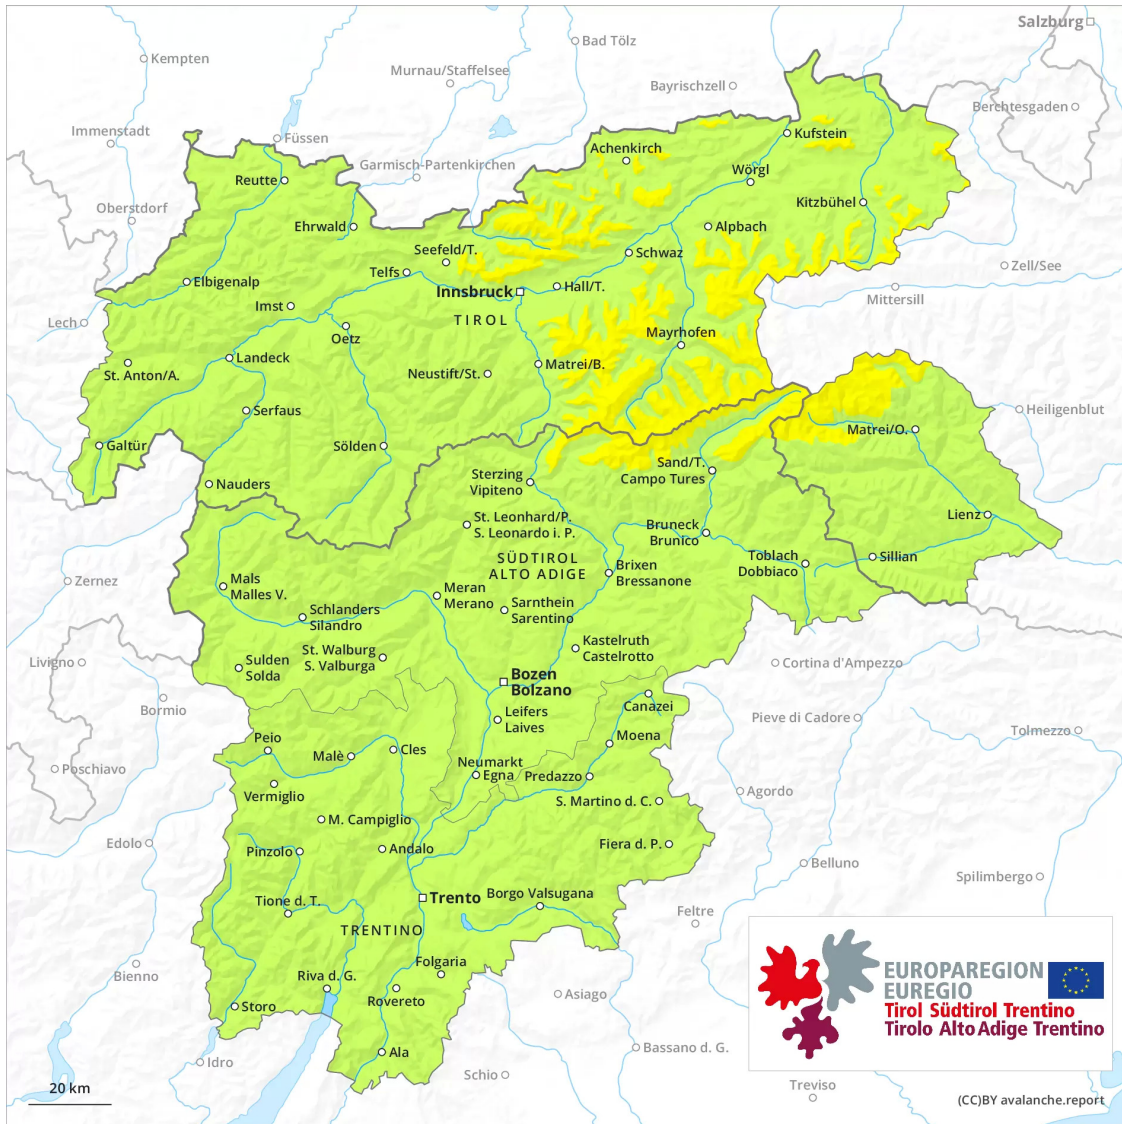 Salzburg
Bad Tölz
Kempten
Murnau/Staffelsee
Bayrischzell
Berchtesgaden
Immenstadt
Füssen
Kufstein
Achenkirch
Garmisch-Partenkirchen
Wörgl
Reutte
Oberstdorf
Kitzbühel
Ehrwald
Alpbach
Seefeld/T.
Schwaz
Telfs
Zell/See
Elbigenalp
Innsbruck
Hall/T.
Mittersill
Imst
TIROL
Lech
Oetz
Mayrhofen
Landeck
St. Anton/A.
Matrei/B.
Neustift/St.
Serfaus
Heiligenblut
Matrei/O.
Galtür
Sölden
Sand/T.
Campo Tures
Sterzing
Vipiteno
Nauders
St. Leonhard/P.
S. Leonardo i. P.
Lienz
Bruneck
Brunico
SÜDTIROL
ALTO ADIGE
Toblach
Dobbiaco
Sillian
Brixen
Bressanone
Zernez
Mals
Malles V.
Meran
Merano
Sarnthein
Sarentino
Schlanders
Silandro
Kastelruth
Castelrotto
St. Walburg
S. Valburga
Livigno
Sulden
Solda
Cortina d'Ampezzo
Bozen
Bolzano
Bormio
Canazei
Leifers
Laives
Pieve di Cadore
Tolmezzo
Peio
Moena
Malè
Cles
Neumarkt
Egna
Predazzo
Poschiavo
Vermiglio
Agordo
S. Martino d. C.
M. Campiglio
Edolo
Pinzolo
Andalo
Fiera d. P.
Belluno
Spilimbergo
Tione d. T.
Trento
Borgo Valsugana
Feltre
TRENTINO
Folgaria
Bienno
Riva d. G.
Rovereto
Asiago
Storo
EUROPAREGION
EUREGIO
Tirol Südtirol Trentino
Tirolo Alto Adige Trentino
Ala
Bassano d. G.
Idro
Schio
Treviso
20 km
(CC)BY avalanche.report